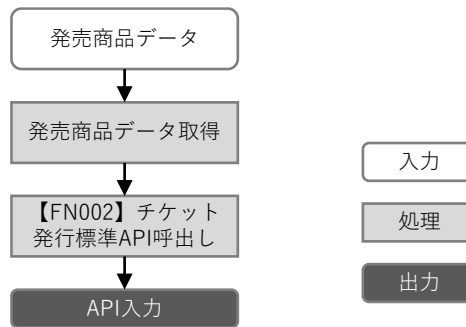 発売商品データ
発売商品データ取得
【FN002】チケット
発行標準API呼出し
API入力
入力
処理
出力